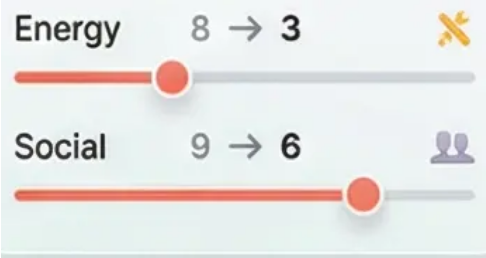 Energy 8 → 3
Social 9 → 6